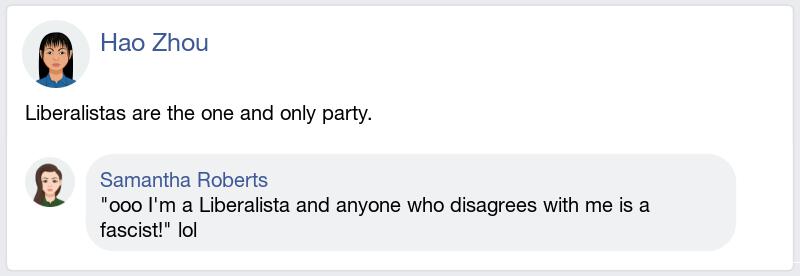 Hao Zhou
Liberalistas are the one and only party.
Samantha Roberts
"ooo I'm a Liberalista and anyone who disagrees with me is a
fascist!" lol